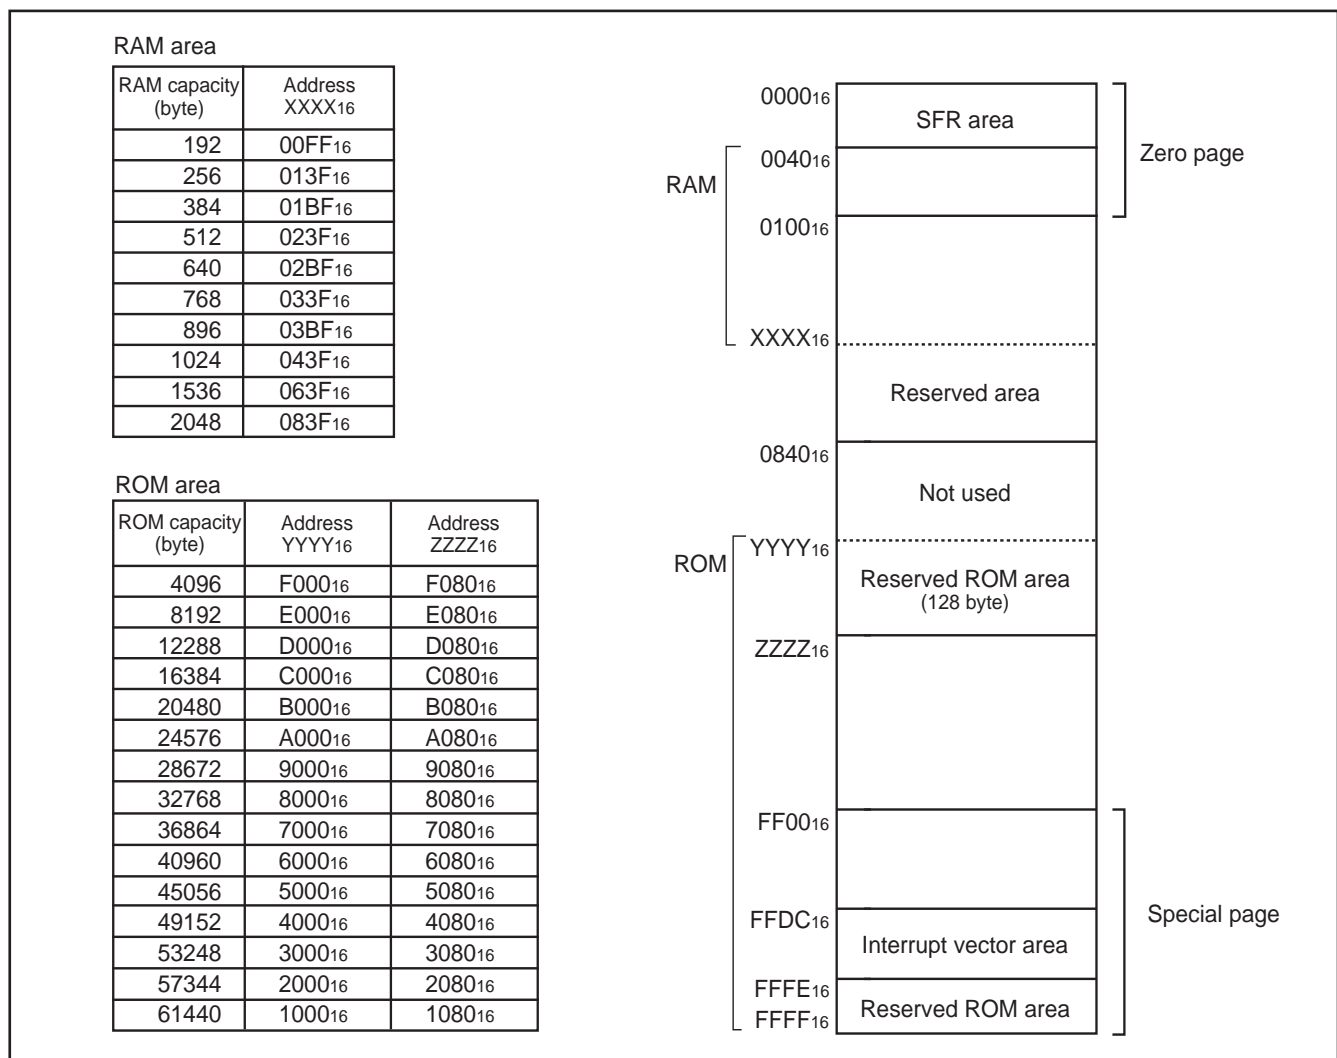 RAM area
RAM capacity (byte) Address XXXX16
192 00FF16
256 013F16
384 01BF16
512 023F16
640 02BF16
768 033F16
896 03BF16
1024 043F16
1536 063F16
2048 083F16
ROM area
ROM capacity (byte) Address YYYY16 Address ZZZZ16
4096 F00016 F08016
8192 E00016 E08016
12288 D00016 D08016
16384 C00016 C08016
20480 B00016 B08016
24576 A00016 A08016
28672 900016 908016
32768 800016 808016
36864 700016 708016
40960 600016 608016
45056 500016 508016
49152 400016 408016
53248 300016 308016
57344 200016 208016
61440 100016 108016
000016
SFR area
Zero page
004016
RAM
010016
XXXX16
Reserved area
084016
Not used
YYYY16
ROM
Reserved ROM area
(128 byte)
ZZZZ16
FF0016
Special page
FFDC16
Interrupt vector area
FFFE16
Reserved ROM area
FFFF16